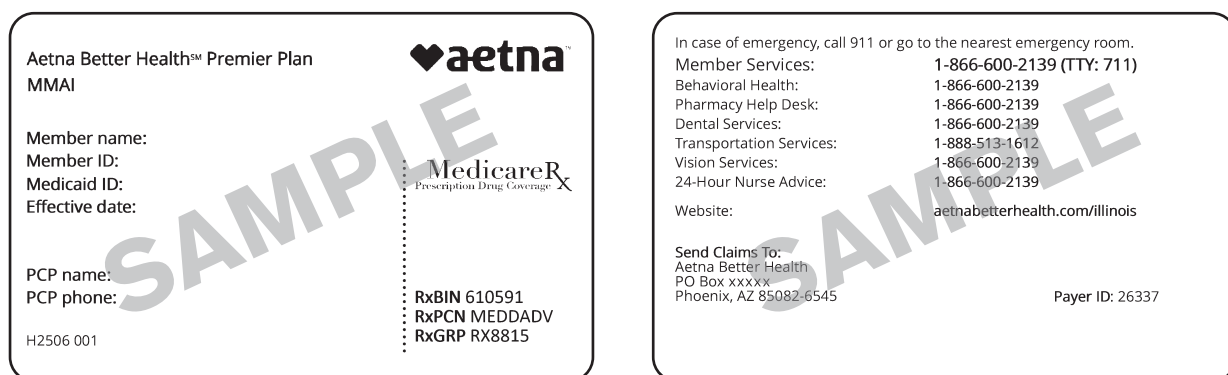 Aetna Better Health℠ Premier Plan
MMAI
aetna™
Member name:
Member ID:
Medicaid ID:
Effective date:
MedicareRx
Prescription Drug Coverage
PCP name:
PCP phone:
RxBIN 610591
RxPCN MEDDADV
RxGRP RX8815
H2506 001
SAMPLE
In case of emergency, call 911 or go to the nearest emergency room.
Member Services: 1-866-600-2139 (TTY: 711)
Behavioral Health: 1-866-600-2139
Pharmacy Help Desk: 1-866-600-2139
Dental Services: 1-866-600-2139
Transportation Services: 1-888-513-1612
Vision Services: 1-866-600-2139
24-Hour Nurse Advice: 1-866-600-2139
Website: aetnabetterhealth.com/illinois
Send Claims To:
Aetna Better Health
PO Box xxxxx
Phoenix, AZ 85082-6545 Payer ID: 26337
SAMPLE